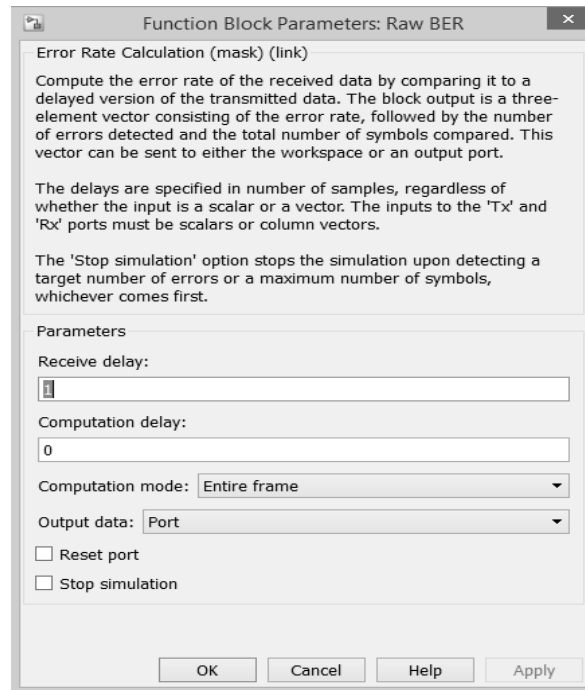 Function Block Parameters: Raw BER
Error Rate Calculation (mask) (link)
Compute the error rate of the received data by comparing it to a
delayed version of the transmitted data. The block output is a three-
element vector consisting of the error rate, followed by the number
of errors detected and the total number of symbols compared. This
vector can be sent to either the workspace or an output port.
The delays are specified in number of samples, regardless of
whether the input is a scalar or a vector. The inputs to the 'Tx' and
'Rx' ports must be scalars or column vectors.
The 'Stop simulation' option stops the simulation upon detecting a
target number of errors or a maximum number of symbols,
whichever comes first.
Parameters
Receive delay:
1
Computation delay:
0
Computation mode: Entire frame
Output data: Port
Reset port
Stop simulation
OK Cancel Help Apply